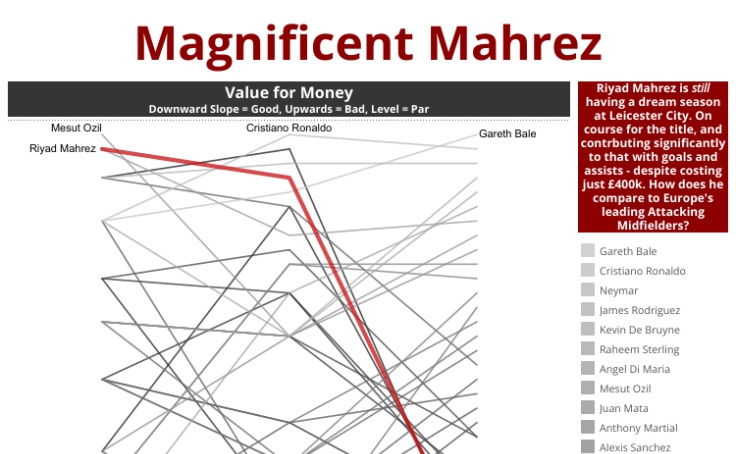 Magnificent Mahrez
Value for Money
Downward Slope = Good, Upwards = Bad, Level = Par
Mesut Ozil
Cristiano Ronaldo
Gareth Bale
Riyad Mahrez
Riyad Mahrez is still
having a dream season
at Leicester City. On
course for the title, and
contrbuting significantly
to that with goals and
assists - despite costing
just £400k. How does he
compare to Europe's
leading Attacking
Midfielders?
Gareth Bale
Cristiano Ronaldo
Neymar
James Rodriguez
Kevin De Bruyne
Raheem Sterling
Angel Di Maria
Mesut Ozil
Juan Mata
Anthony Martial
Alexis Sanchez